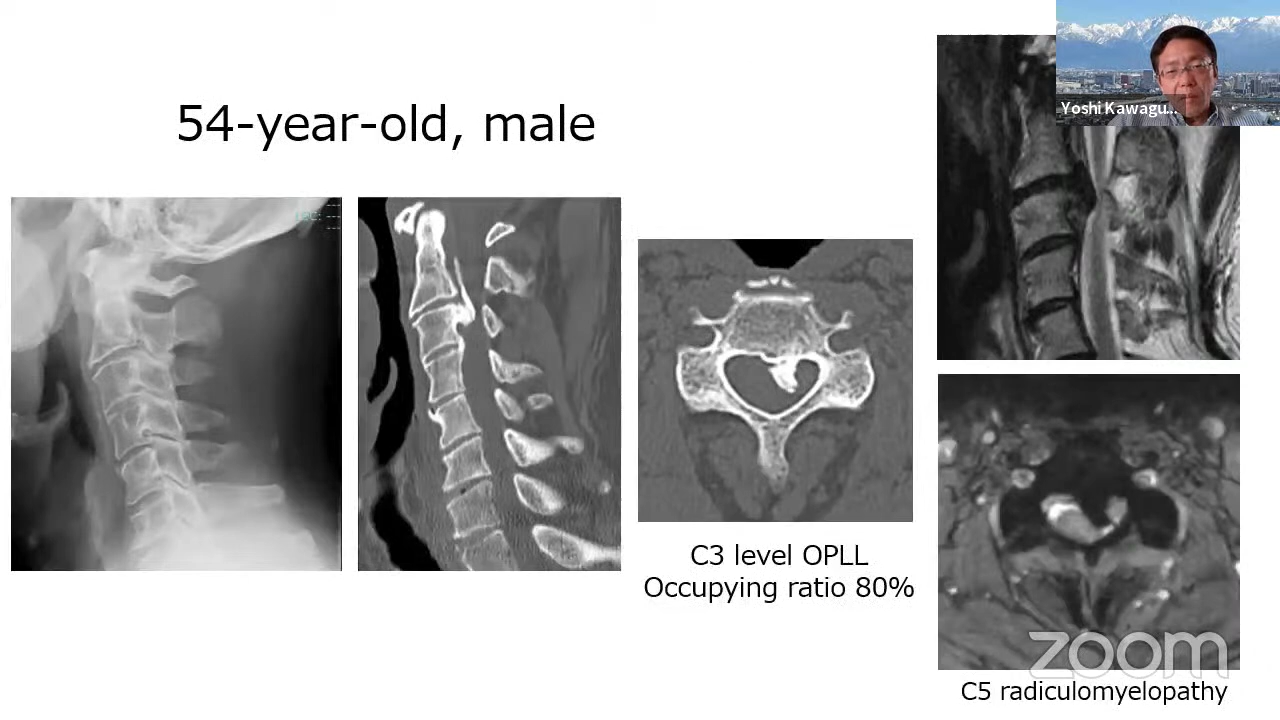 Yoshi Kawagu...
54-year-old, male
C3 level OPLL
Occupying ratio 80%
zoom
C5 radiculomyelopathy